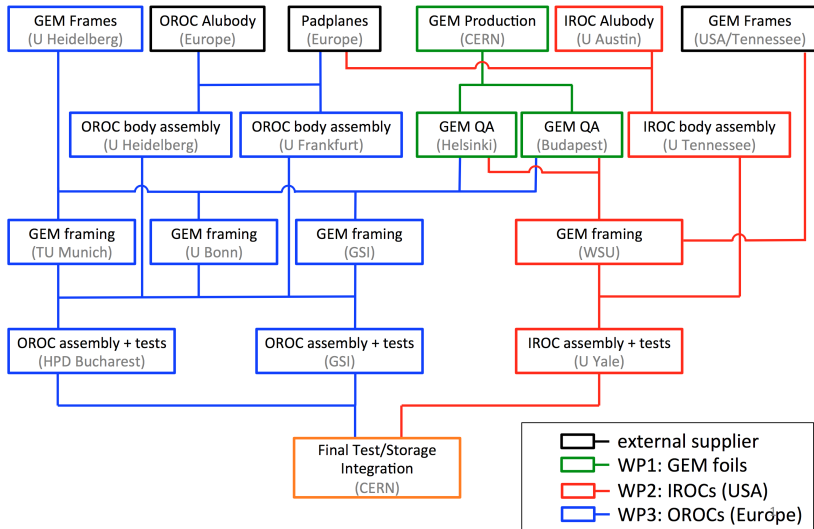 GEM Frames
(U Heidelberg)
OROC Alubody
(Europe)
Padplanes
(Europe)
GEM Production
(CERN)
IROC Alubody
(U Austin)
GEM Frames
(USA/Tennessee)
OROC body assembly
(U Heidelberg)
OROC body assembly
(U Frankfurt)
GEM QA
(Helsinki)
GEM QA
(Budapest)
IROC body assembly
(U Tennessee)
GEM framing
(TU Munich)
GEM framing
(U Bonn)
GEM framing
(GSI)
GEM framing
(WSU)
OROC assembly + tests
(HPD Bucharest)
OROC assembly + tests
(GSI)
IROC assembly + tests
(U Yale)
Final Test/Storage
Integration
(CERN)
external supplier
WP1: GEM foils
WP2: IROCs (USA)
WP3: OROCs (Europe)